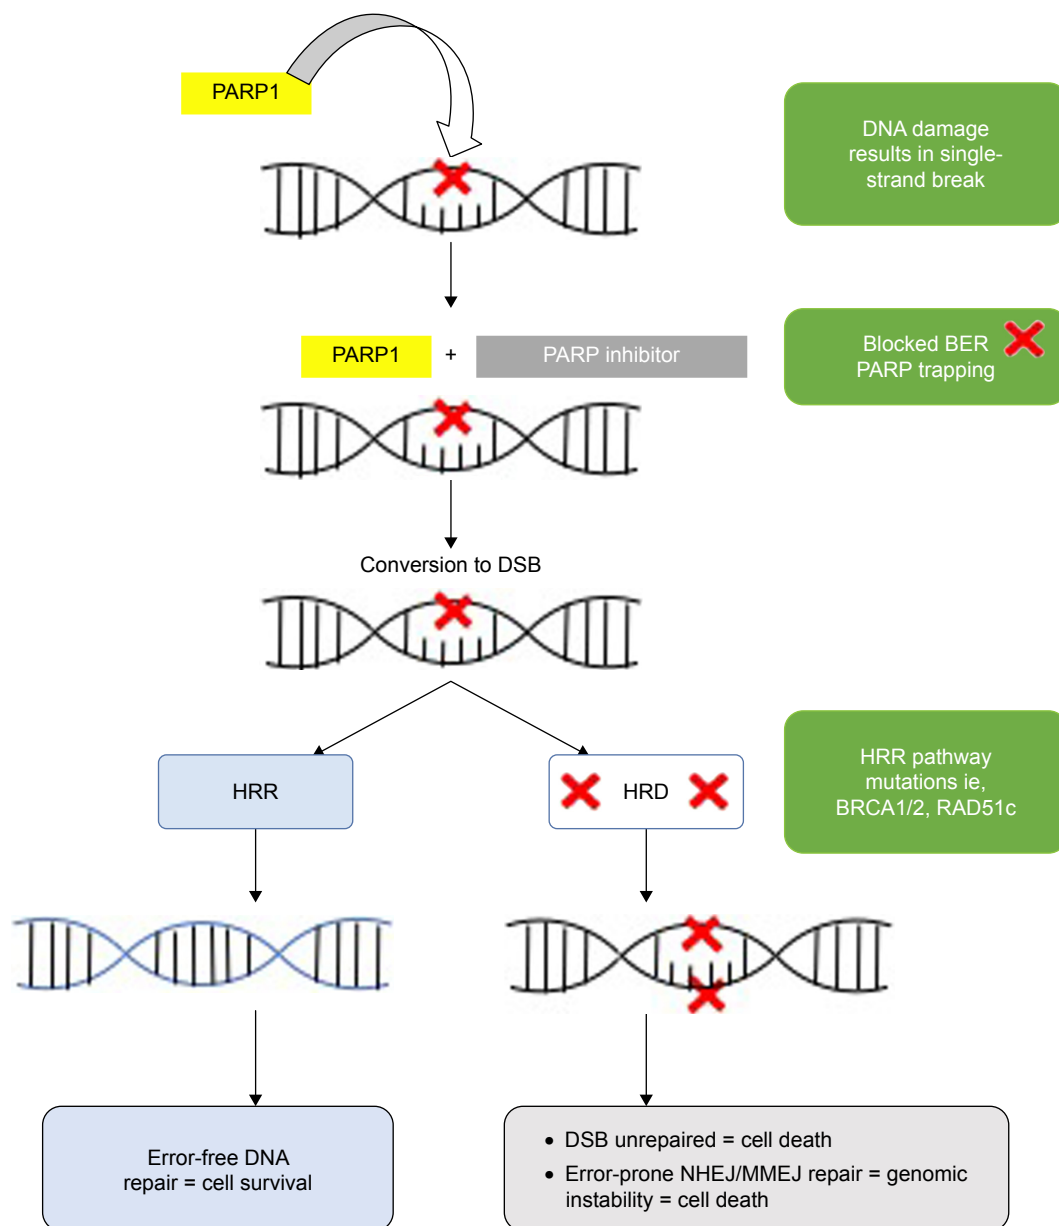 PARP1
DNA damage
results in single-
strand break
PARP1
+
PARP inhibitor
Blocked BER
PARP trapping
Conversion to DSB
HRR
HRD
HRR pathway
mutations ie,
BRCA1/2, RAD51c
Error-free DNA
repair = cell survival
• DSB unrepaired = cell death
• Error-prone NHEJ/MMEJ repair = genomic
instability = cell death